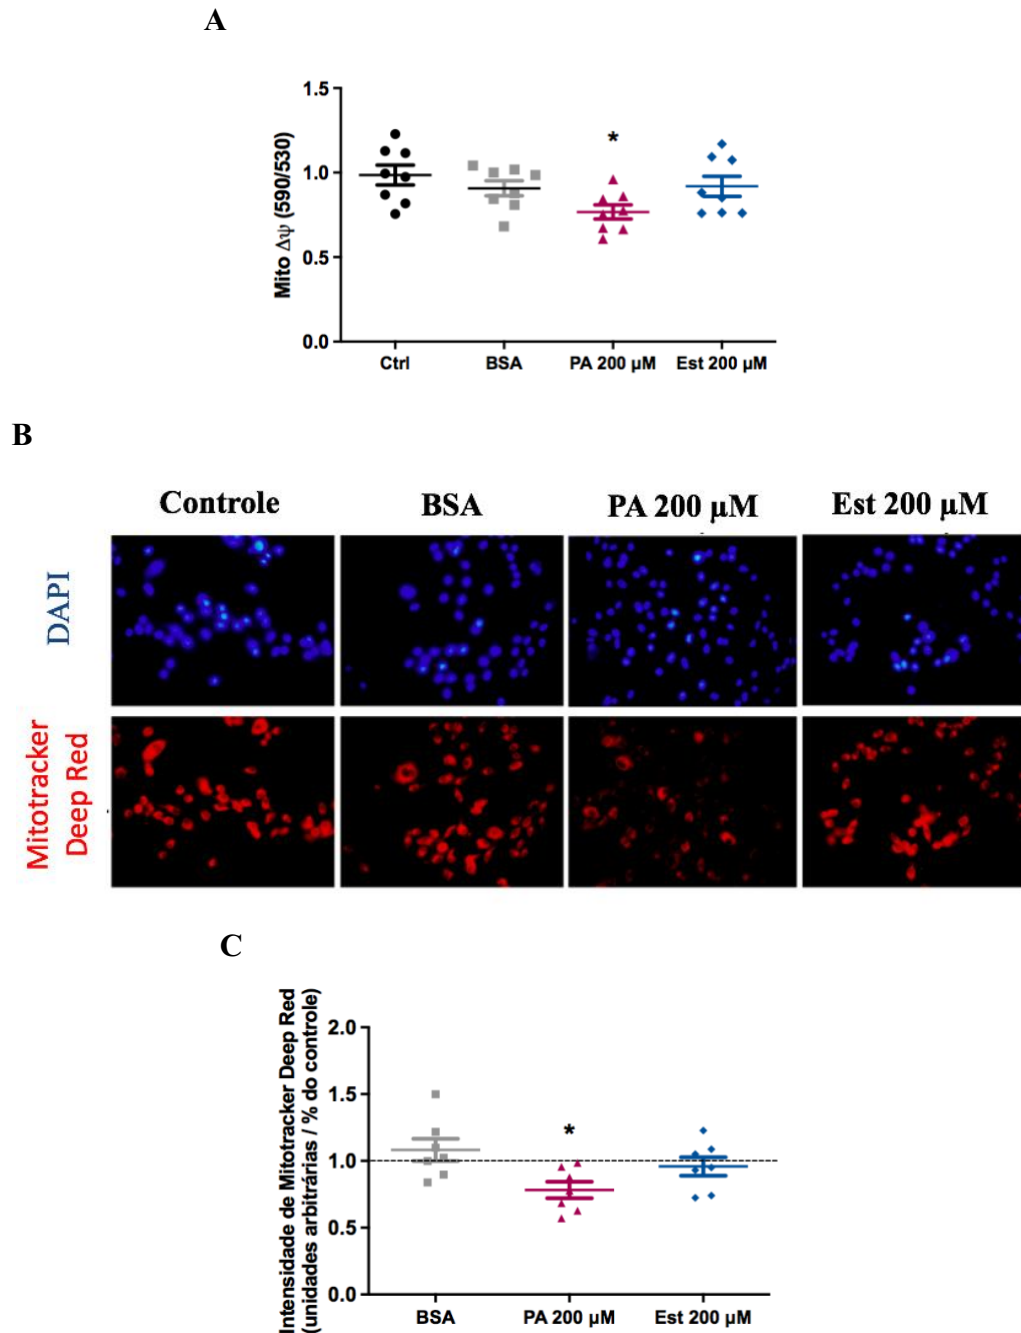 A
1.5
1.0
0.5
0.0
Mito Δψ (590/530)
*
Ctrl
BSA
PA 200 µM
Est 200 µM
B
Controle
BSA
PA 200 µM
Est 200 µM
DAPI
Mitotracker
Deep Red
C
Intensidade de Mitotracker Deep Red
(unidades arbitrárias / % do controle)
2.0
1.5
1.0
0.5
0.0
*
BSA
PA 200 µM
Est 200 µM